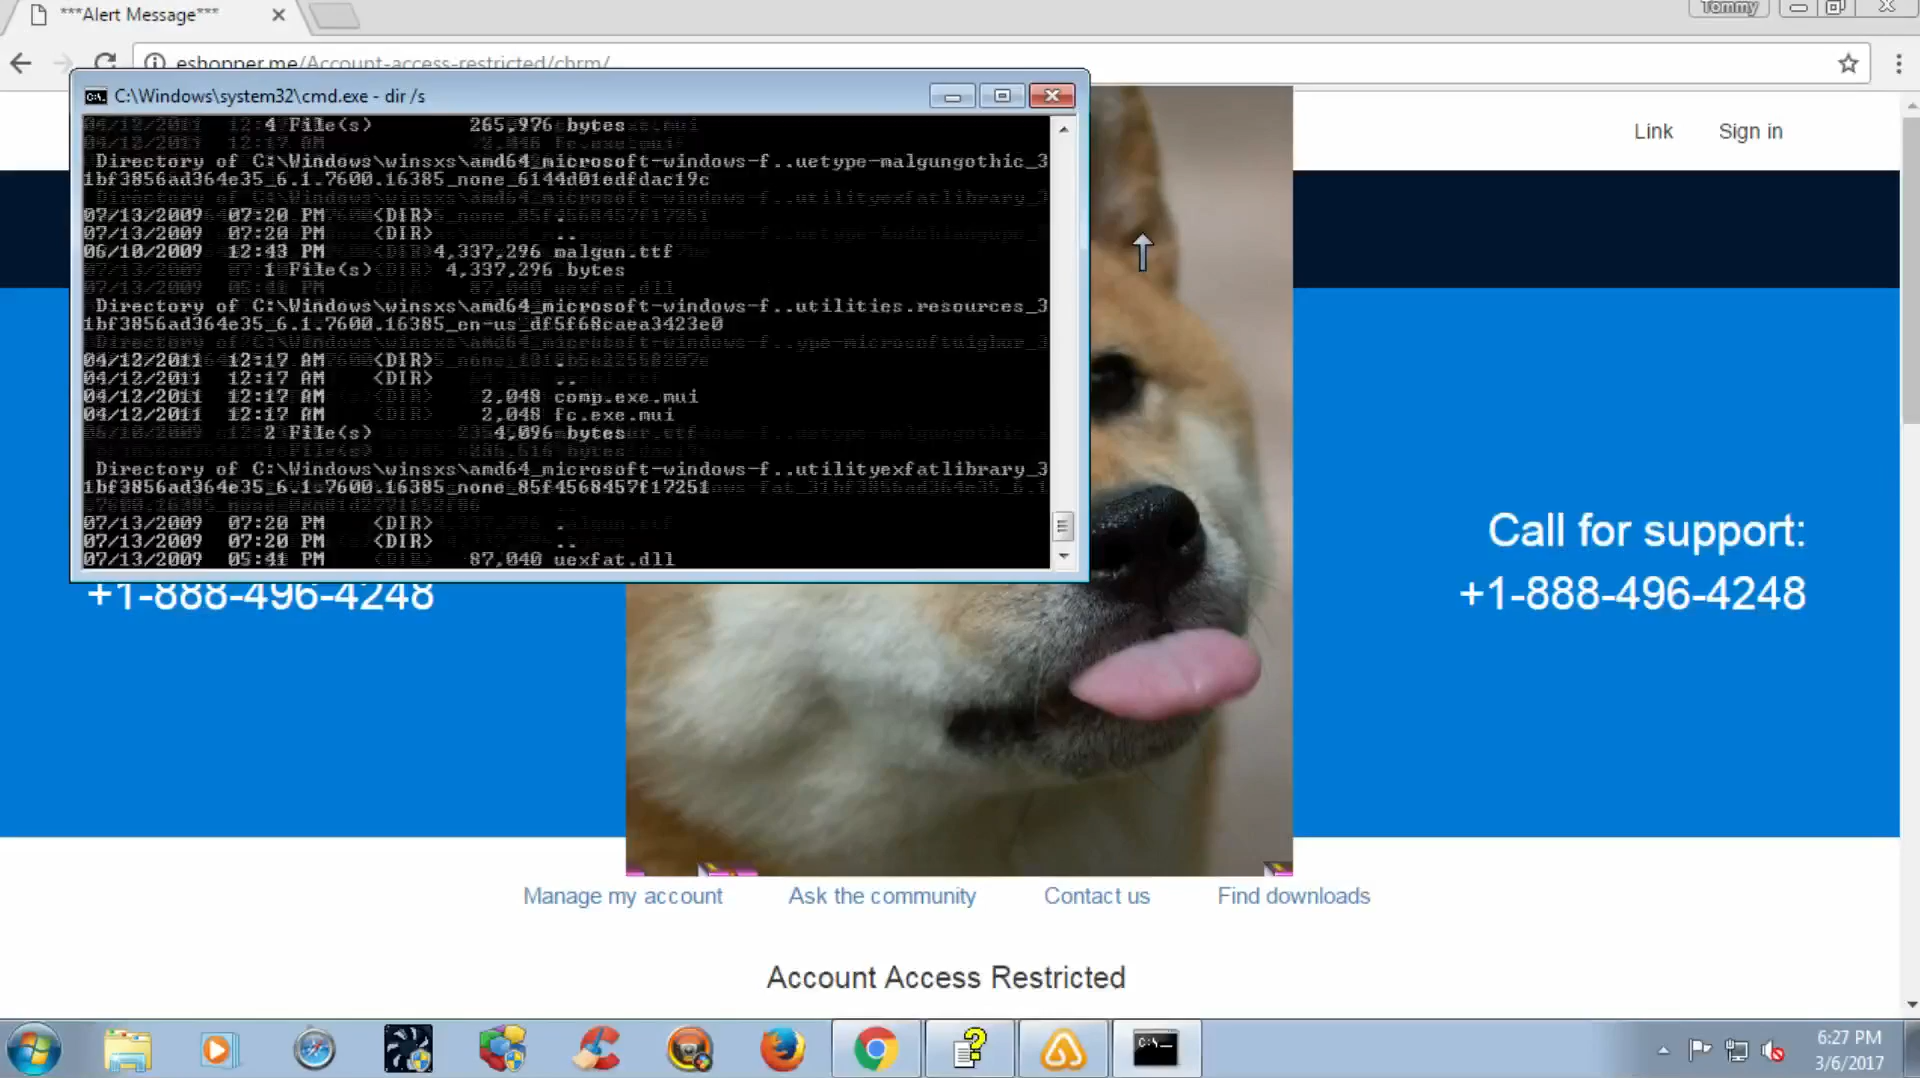 ***Alert Message***
Tommy
eshopper.me/Account-access-restricted/chrm/
C:\Windows\system32\cmd.exe - dir /s
4 File(s) 265,976 bytes
Directory of C:\Windows\winsxs\amd64_microsoft-windows-f..uetype-malgungothic_3
1bf3856ad364e35_6.1.7600.16385_none_6144d01edfdac19c
07/13/2009 07:20 PM <DIR> .
07/13/2009 07:20 PM <DIR> ..
06/10/2009 12:43 PM 4,337,296 malgun.ttf
1 File(s) 4,337,296 bytes
Directory of C:\Windows\winsxs\amd64_microsoft-windows-f..utilities.resources_3
1bf3856ad364e35_6.1.7600.16385_en-us_df5f68caea3423e0
04/12/2011 12:17 AM <DIR> .
04/12/2011 12:17 AM <DIR> ..
04/12/2011 12:17 AM 2,048 comp.exe.mui
04/12/2011 12:17 AM 2,048 fc.exe.mui
2 File(s) 4,096 bytes
Directory of C:\Windows\winsxs\amd64_microsoft-windows-f..utilityexfatlibrary_3
1bf3856ad364e35_6.1.7600.16385_none_85f4568457f17251
07/13/2009 07:20 PM <DIR> .
07/13/2009 07:20 PM <DIR> ..
07/13/2009 05:41 PM 87,040 uexfat.dll
Link Sign in
Call for support:
+1-888-496-4248
+1-888-496-4248
Manage my account Ask the community Contact us Find downloads
Account Access Restricted
6:27 PM
3/6/2017